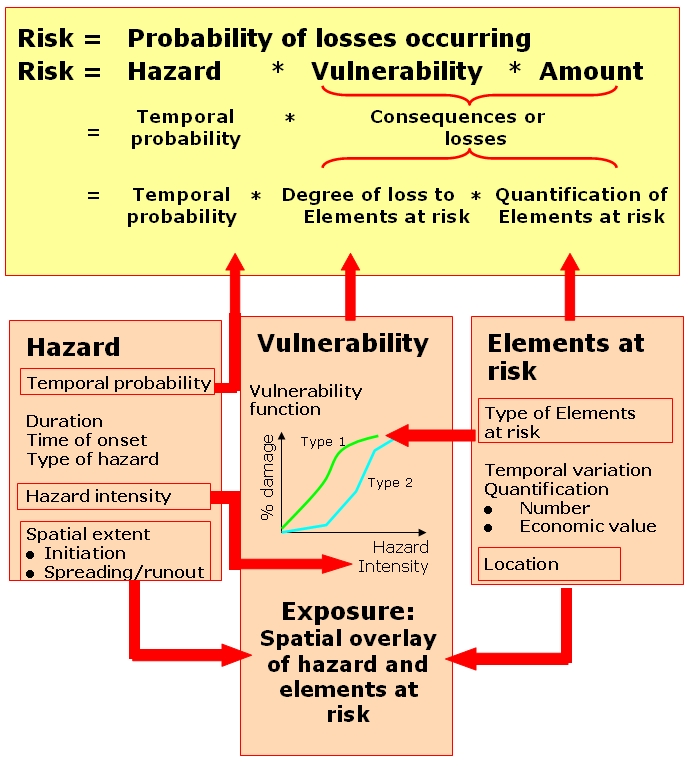 Risk = Probability of losses occurring
Risk = Hazard * Vulnerability * Amount
= Temporal probability * Consequences or losses
= Temporal probability * Degree of loss to Elements at risk * Quantification of Elements at risk
Hazard
Temporal probability
Duration
Time of onset
Type of hazard
Hazard intensity
Spatial extent
• Initiation
• Spreading/runout
Vulnerability
Vulnerability
function
% damage
Type 1
Type 2
Hazard
Intensity
Exposure:
Spatial overlay
of hazard and
elements at
risk
Elements at
risk
Type of Elements
at risk
Temporal variation
Quantification
• Number
• Economic value
Location